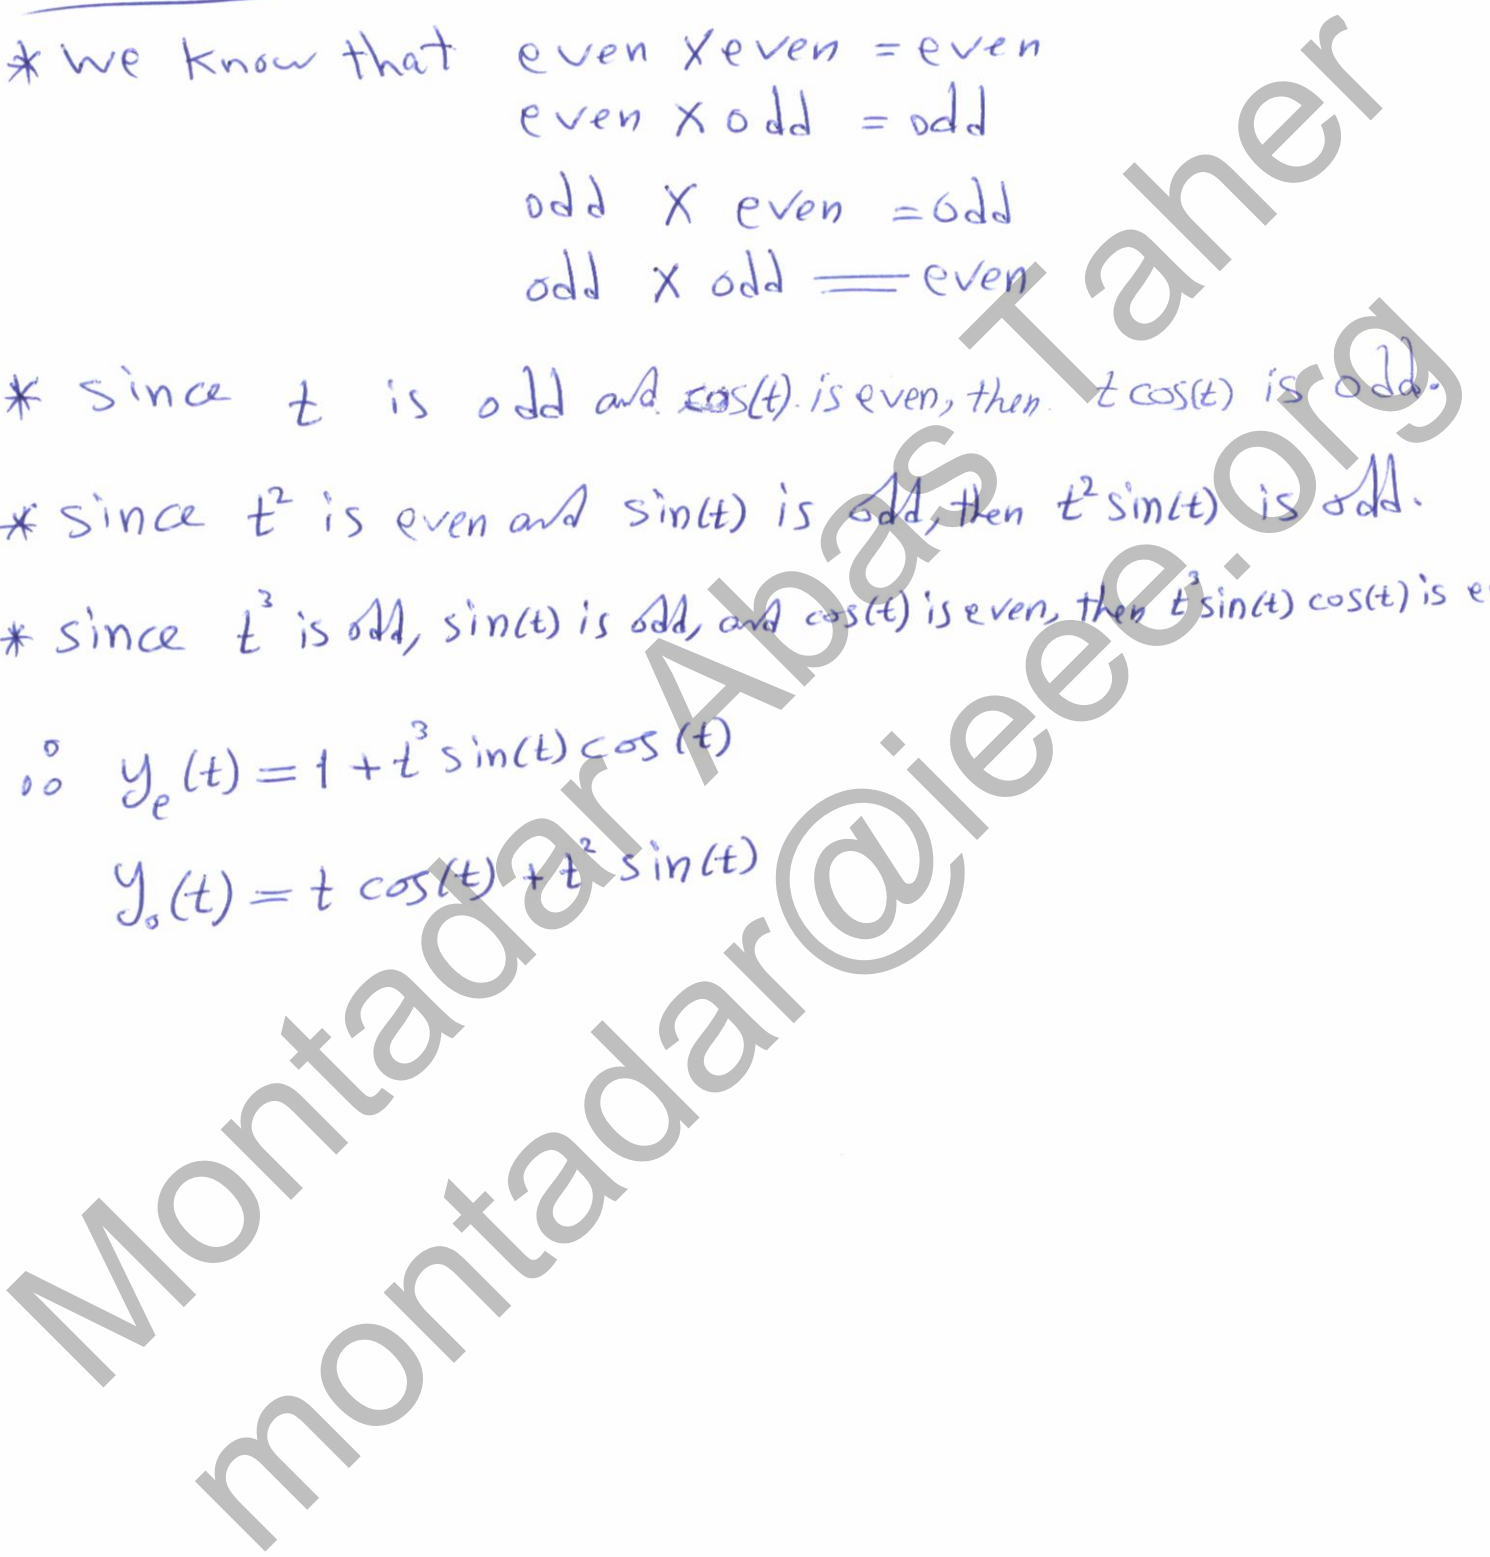 * we know that even X even = even
even X odd = odd
odd X even = odd
odd X odd = even
* since t is odd and cos(t) is even, then t cos(t) is odd.
* since t² is even and sin(t) is odd, then t² sin(t) is odd.
* since t³ is odd, sin(t) is odd, and cos(t) is even, then t³ sin(t) cos(t) is e
∴ yₑ(t) = 1 + t³ sin(t) cos(t)
yₒ(t) = t cos(t) + t² sin(t)
Montadar Abas Taher
montadar@ieee.org